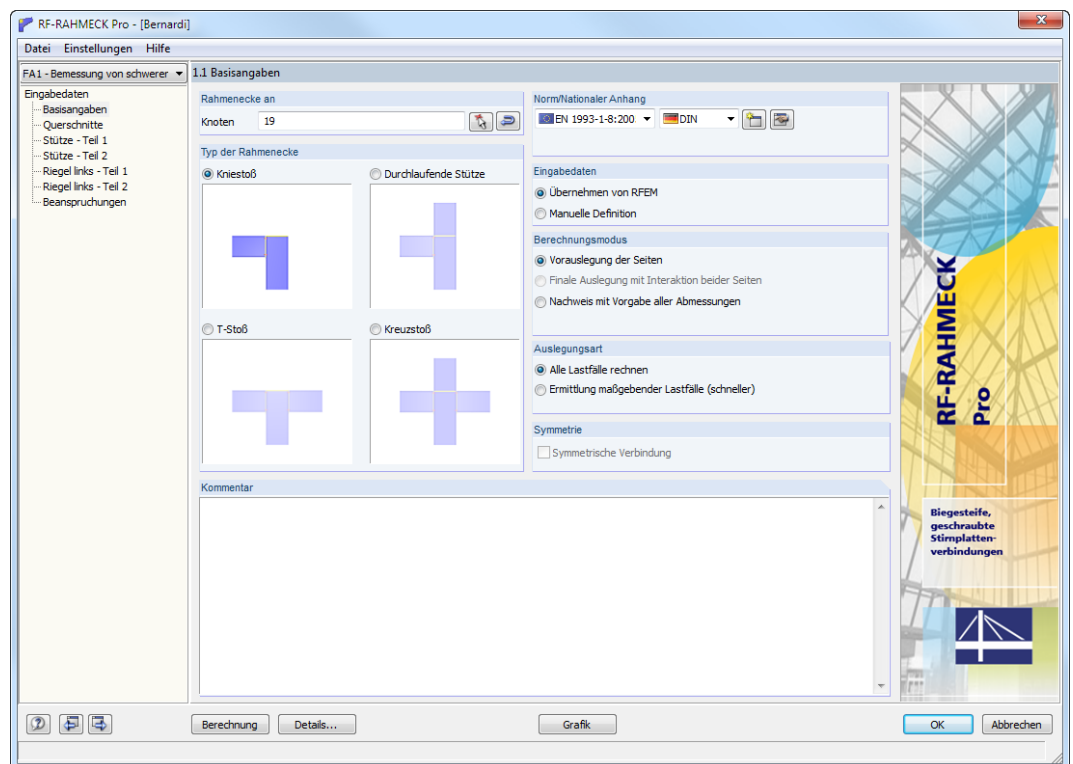 RF-RAHMECK Pro - [Bernardi]
Datei Einstellungen Hilfe
FA1 - Bemessung von schwerer
1.1 Basisangaben
Eingabedaten
Basisangaben
Querschnitte
Stütze - Teil 1
Stütze - Teil 2
Riegel links - Teil 1
Riegel links - Teil 2
Beanspruchungen
Rahmenecke an
Knoten 19
Typ der Rahmenecke
Kniestoß
Durchlaufende Stütze
T-Stoß
Kreuzstoß
Norm/Nationaler Anhang
EN 1993-1-8:200 DIN
Eingabedaten
Übernehmen von RFEM
Manuelle Definition
Berechnungsmodus
Vorauslegung der Seiten
Finale Auslegung mit Interaktion beider Seiten
Nachweis mit Vorgabe aller Abmessungen
Auslegungsart
Alle Lastfälle rechnen
Ermittlung maßgebender Lastfälle (schneller)
Symmetrie
Symmetrische Verbindung
Kommentar
RF-RAHMECK
Pro
Biegesteife,
geschraubte
Stirnplatten-
verbindungen
Berechnung
Details...
Grafik
OK
Abbrechen